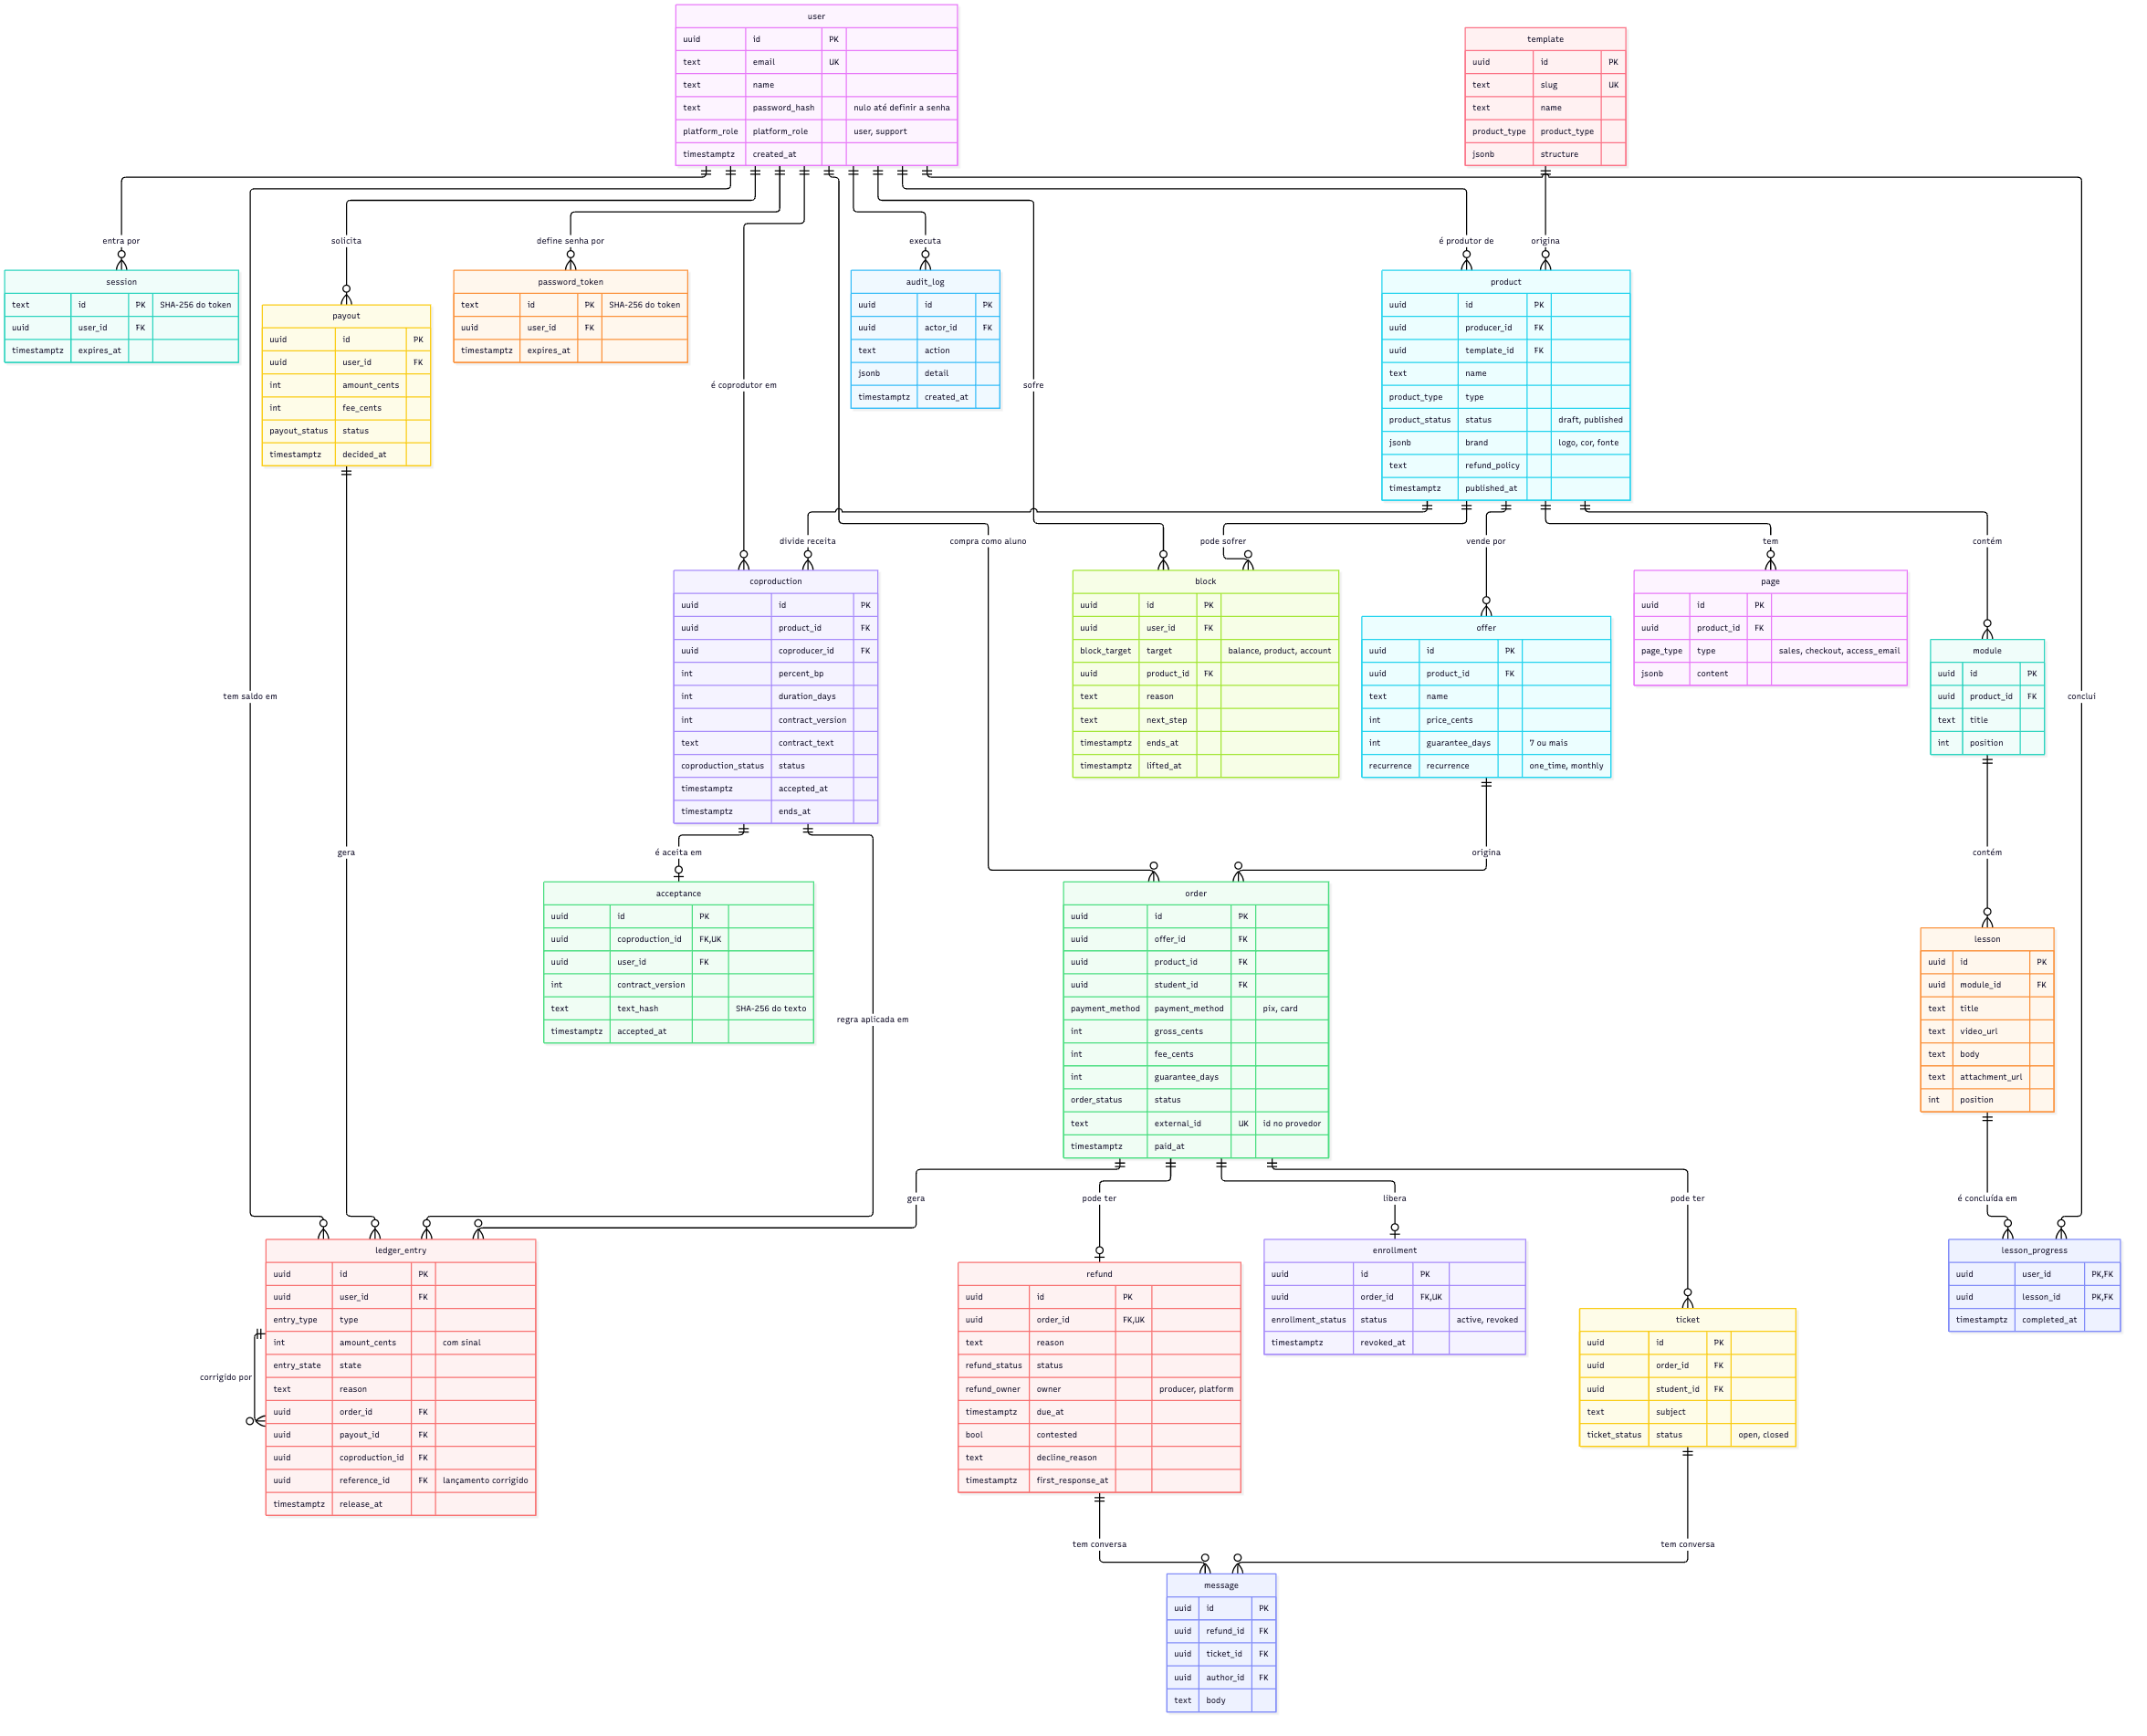 user
uuid id PK
text email UK
text name
text password_hash nulo até definir a senha
platform_role platform_role user, support
timestamptz created_at
template
uuid id PK
text slug UK
text name
product_type product_type
jsonb structure
entra por
solicita
define senha por
executa
é produtor de
origina
session
text id PK SHA-256 do token
uuid user_id FK
timestamptz expires_at
payout
uuid id PK
uuid user_id FK
int amount_cents
int fee_cents
payout_status status
timestamptz decided_at
password_token
text id PK SHA-256 do token
uuid user_id FK
timestamptz expires_at
é coprodutor em
audit_log
uuid id PK
uuid actor_id FK
text action
jsonb detail
timestamptz created_at
sofre
product
uuid id PK
uuid producer_id FK
uuid template_id FK
text name
product_type type
product_status status draft, published
jsonb brand logo, cor, fonte
text refund_policy
timestamptz published_at
divide receita
compra como aluno
pode sofrer
vende por
tem
contém
tem saldo em
coproduction
uuid id PK
uuid product_id FK
uuid coproducer_id FK
int percent_bp
int duration_days
int contract_version
text contract_text
coproduction_status status
timestamptz accepted_at
timestamptz ends_at
block
uuid id PK
uuid user_id FK
block_target target balance, product, account
uuid product_id FK
text reason
text next_step
timestamptz ends_at
timestamptz lifted_at
offer
uuid id PK
uuid product_id FK
text name
int price_cents
int guarantee_days 7 ou mais
recurrence recurrence one_time, monthly
page
uuid id PK
uuid product_id FK
page_type type sales, checkout, access_email
jsonb content
module
uuid id PK
uuid product_id FK
text title
int position
conclui
gera
é aceita em
origina
contém
acceptance
uuid id PK
uuid coproduction_id FK,UK
uuid user_id FK
int contract_version
text text_hash SHA-256 do texto
timestamptz accepted_at
regra aplicada em
order
uuid id PK
uuid offer_id FK
uuid product_id FK
uuid student_id FK
payment_method payment_method pix, card
int gross_cents
int fee_cents
int guarantee_days
order_status status
text external_id UK id no provedor
timestamptz paid_at
lesson
uuid id PK
uuid module_id FK
text title
text video_url
text body
text attachment_url
int position
gera
pode ter
libera
pode ter
é concluída em
ledger_entry
uuid id PK
uuid user_id FK
entry_type type
int amount_cents com sinal
entry_state state
text reason
uuid order_id FK
uuid payout_id FK
uuid coproduction_id FK
uuid reference_id FK lançamento corrigido
timestamptz release_at
corrigido por
refund
uuid id PK
uuid order_id FK,UK
text reason
refund_status status
refund_owner owner producer, platform
timestamptz due_at
bool contested
text decline_reason
timestamptz first_response_at
enrollment
uuid id PK
uuid order_id FK,UK
enrollment_status status active, revoked
timestamptz revoked_at
ticket
uuid id PK
uuid order_id FK
uuid student_id FK
text subject
ticket_status status open, closed
lesson_progress
uuid user_id PK,FK
uuid lesson_id PK,FK
timestamptz completed_at
tem conversa
tem conversa
message
uuid id PK
uuid refund_id FK
uuid ticket_id FK
uuid author_id FK
text body